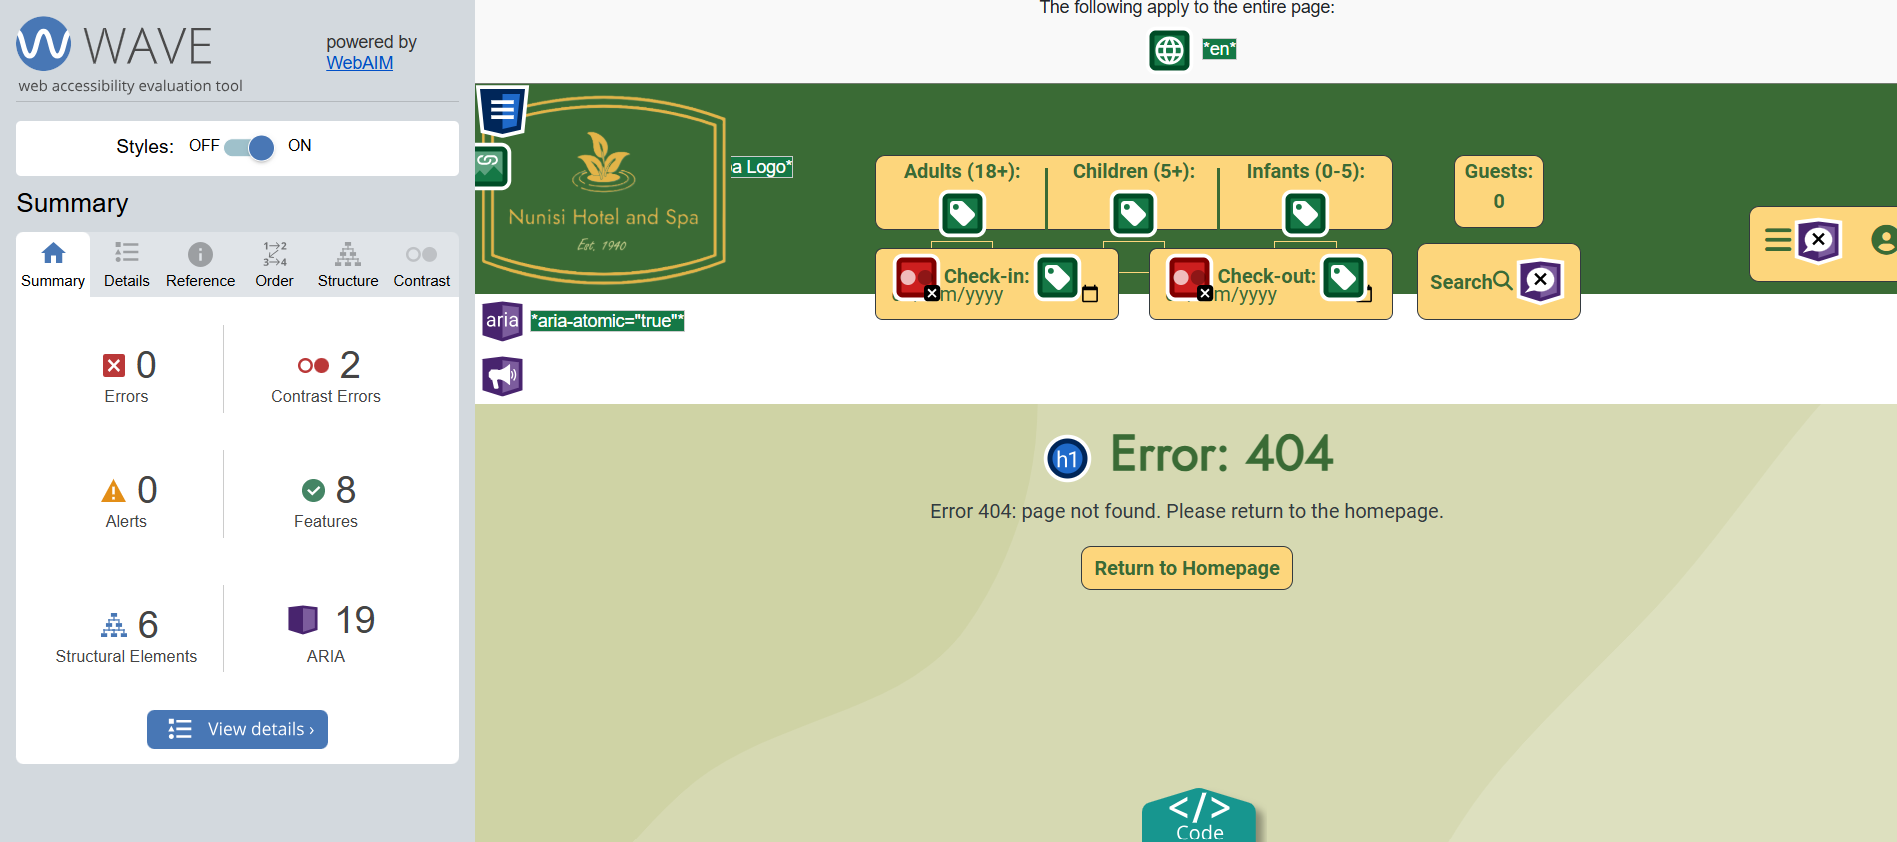 WAVE
powered by
WebAIM
web accessibility evaluation tool
Styles: OFF ON
Summary
Summary Details Reference Order Structure Contrast
0
Errors
2
Contrast Errors
0
Alerts
8
Features
6
Structural Elements
19
ARIA
View details ›
The following apply to the entire page:
*en*
a Logo*
Nunisi Hotel and Spa
Est. 1940
Adults (18+):
Children (5+):
Infants (0-5):
Guests:
0
Check-in:
m/yyyy
Check-out:
m/yyyy
Search
aria *aria-atomic="true"*
h1 Error: 404
Error 404: page not found. Please return to the homepage.
Return to Homepage
</>
Code